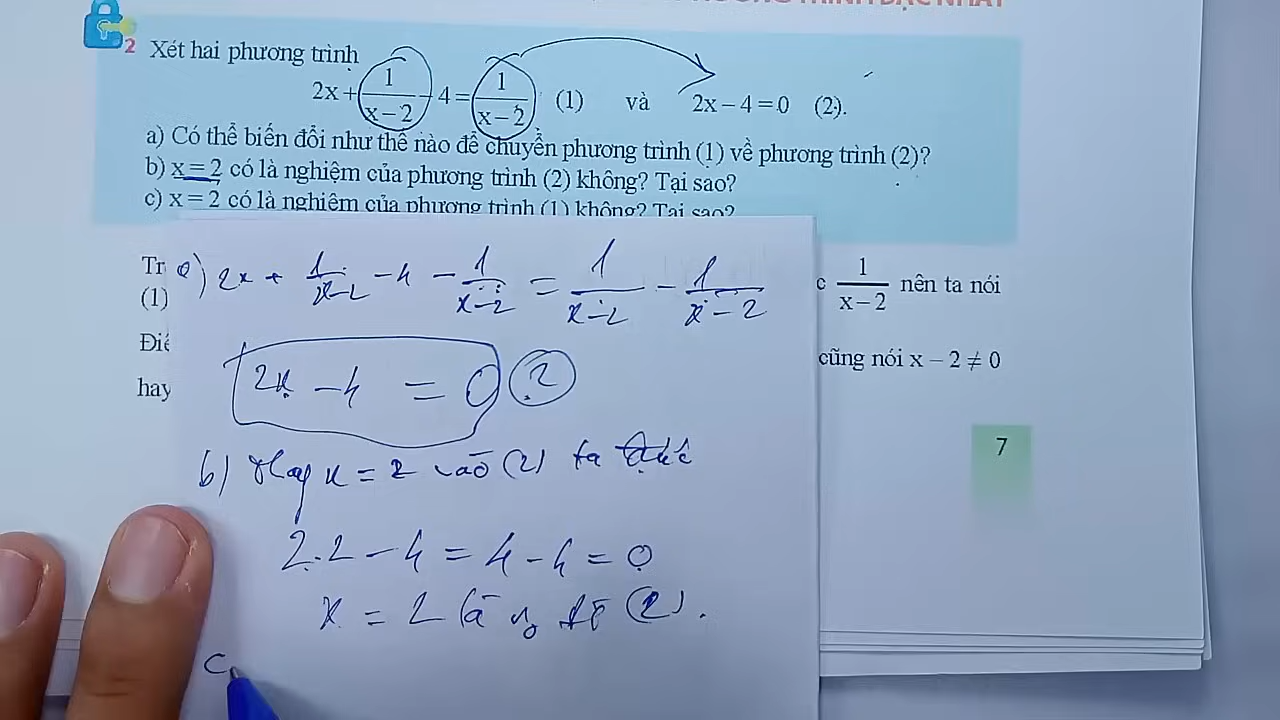 2 Xét hai phương trình
2x + 1/(x – 2) – 4 = 1/(x – 2) (1) và 2x – 4 = 0 (2).
a) Có thể biến đổi như thế nào để chuyển phương trình (1) về phương trình (2)?
b) x = 2 có là nghiệm của phương trình (2) không? Tại sao?
c) x = 2 có là nghiệm của phương trình (1) không? Tại sao?
Tr
c 1/(x – 2) nên ta nói
(1)
cũng nói x – 2 ≠ 0
hay
7
a) 2x + 1/(x-2) - 4 - 1/(x-2) = 1/(x-2) - 1/(x-2)
2x - 4 = 0 (2)
b) Thay x = 2 vào (2) ta
2.2 - 4 = 4 - 4 = 0
x = 2 là (2).
c